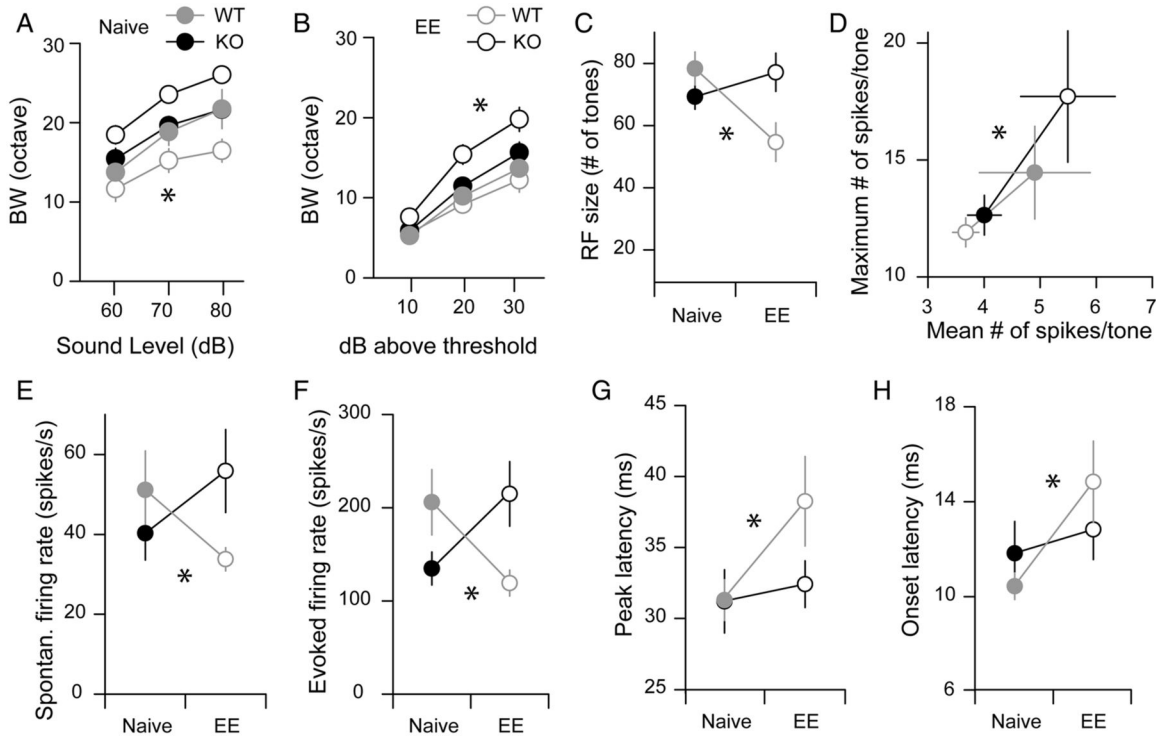 A
Naive
WT
KO
BW (octave)
30
20
10
0
60
70
80
*
Sound Level (dB)
B
EE
WT
KO
BW (octave)
30
20
10
0
10
20
30
*
dB above threshold
C
RF size (# of tones)
80
60
40
20
*
Naive
EE
D
Maximum # of spikes/tone
20
15
10
*
3
4
5
6
7
Mean # of spikes/tone
E
Spontan. firing rate (spikes/s)
60
40
20
0
*
Naive
EE
F
Evoked firing rate (spikes/s)
300
200
100
0
*
Naive
EE
G
Peak latency (ms)
45
40
35
30
25
*
Naive
EE
H
Onset latency (ms)
18
14
10
6
*
Naive
EE